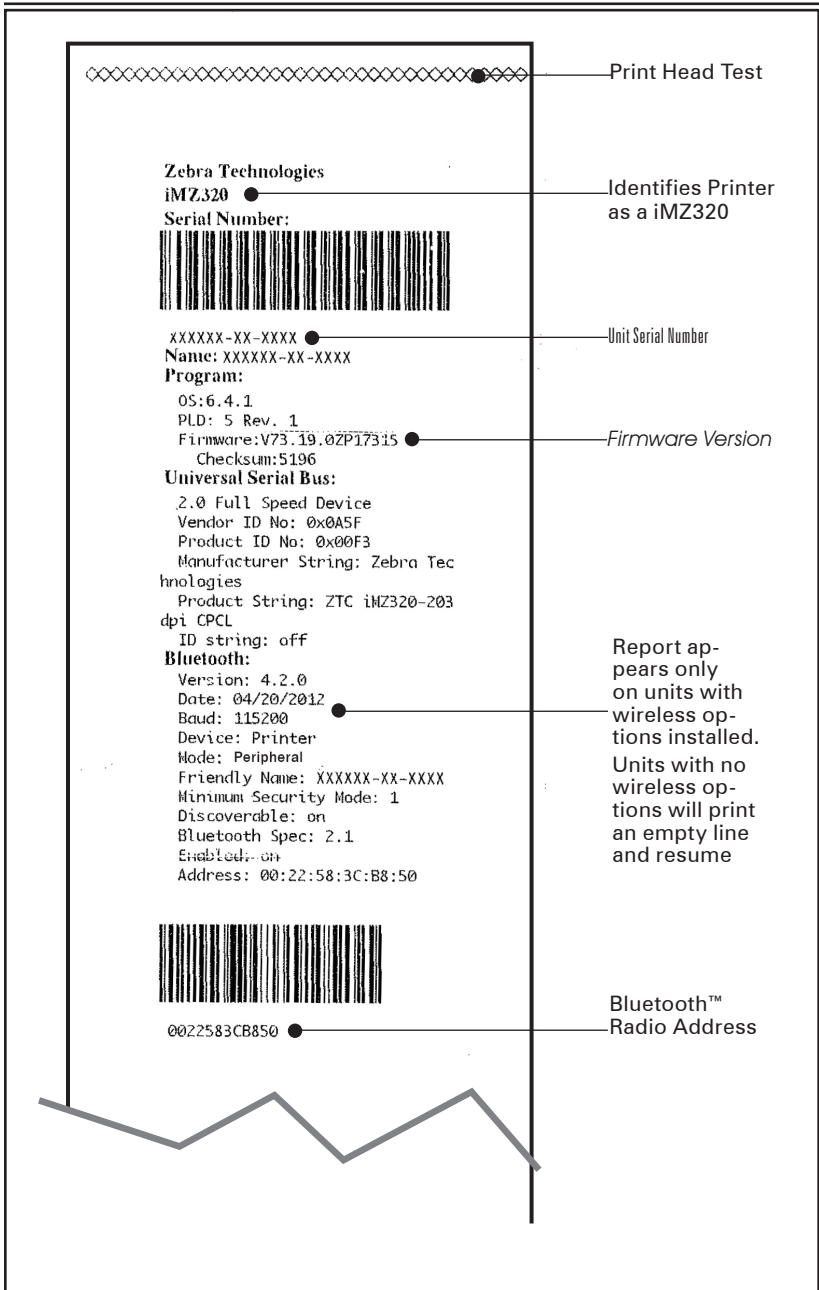 Print Head Test
Zebra Technologies
iMZ320
Identifies Printer
as a iMZ320
Serial Number:
XXXXXX-XX-XXXX
Unit Serial Number
Name: XXXXXX-XX-XXXX
Program:
OS:6.4.1
PLD: 5 Rev. 1
Firmware:V73.19.0ZP17315
Firmware Version
Checksum:5196
Universal Serial Bus:
2.0 Full Speed Device
Vendor ID No: 0x0A5F
Product ID No: 0x00F3
Manufacturer String: Zebra Tec
hnologies
Product String: ZTC iMZ320-203
dpi CPCL
ID string: off
Bluetooth:
Version: 4.2.0
Date: 04/20/2012
Baud: 115200
Device: Printer
Mode: Peripheral
Friendly Name: XXXXXX-XX-XXXX
Minimum Security Mode: 1
Discoverable: on
Bluetooth Spec: 2.1
Enabled: on
Address: 00:22:58:3C:B8:50
Report ap-
pears only
on units with
wireless op-
tions installed.
Units with no
wireless op-
tions will print
an empty line
and resume
0022583CB850
Bluetooth™
Radio Address